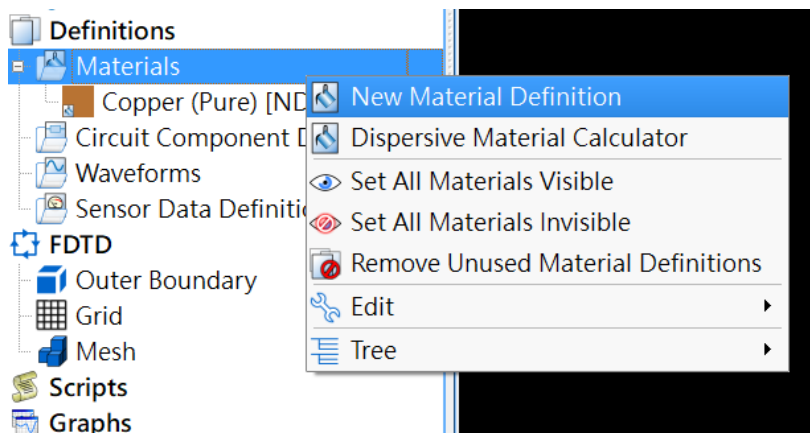 Definitions
Materials
Copper (Pure) [ND
New Material Definition
Circuit Component D
Dispersive Material Calculator
Waveforms
Set All Materials Visible
Sensor Data Definitio
Set All Materials Invisible
FDTD
Remove Unused Material Definitions
Outer Boundary
Edit
Grid
Tree
Mesh
Scripts
Graphs